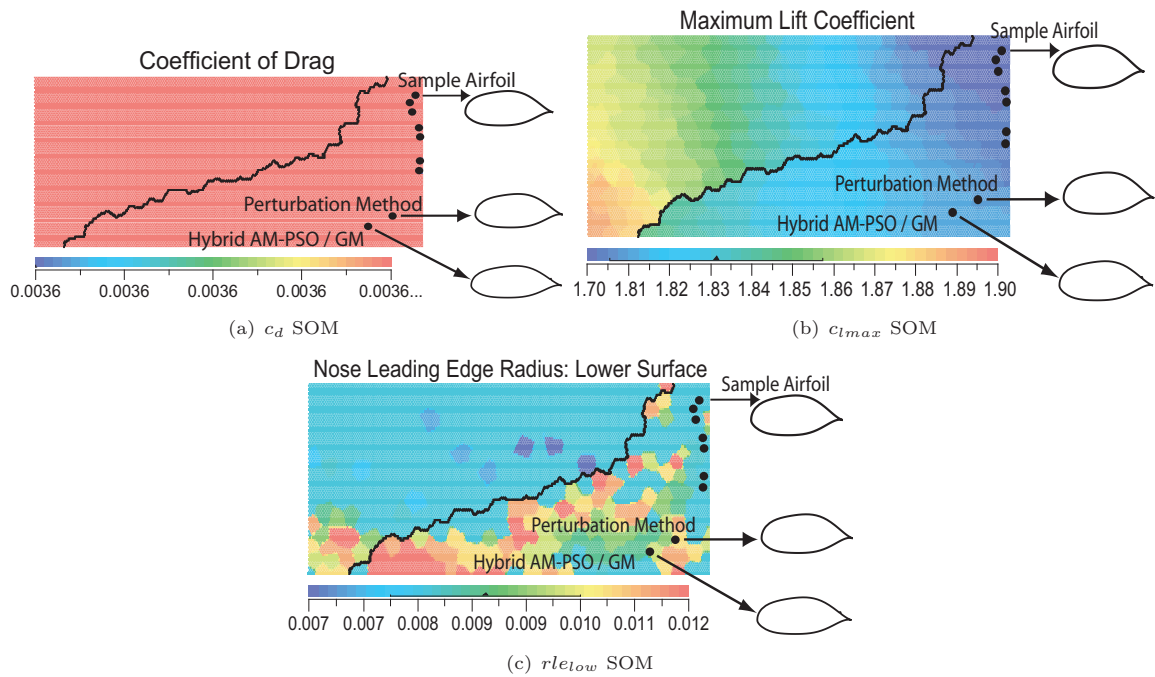 Coefficient of Drag
Sample Airfoil
Perturbation Method
Hybrid AM-PSO / GM
0.0036 0.0036 0.0036 0.0036 0.0036...
(a) c_d SOM
Maximum Lift Coefficient
Sample Airfoil
Perturbation Method
Hybrid AM-PSO / GM
1.70 1.81 1.82 1.83 1.84 1.85 1.86 1.87 1.88 1.89 1.90
(b) c_lmax SOM
Nose Leading Edge Radius: Lower Surface
Sample Airfoil
Perturbation Method
Hybrid AM-PSO / GM
0.007 0.007 0.008 0.009 0.009 0.010 0.011 0.012
(c) rle_low SOM